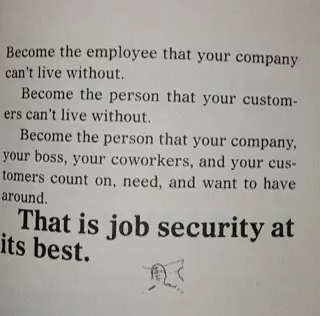 Become the employee that your company
can't live without.
Become the person that your custom-
ers can't live without.
Become the person that your company,
your boss, your coworkers, and your cus-
tomers count on, need, and want to have
around.
That is job security at
its best.